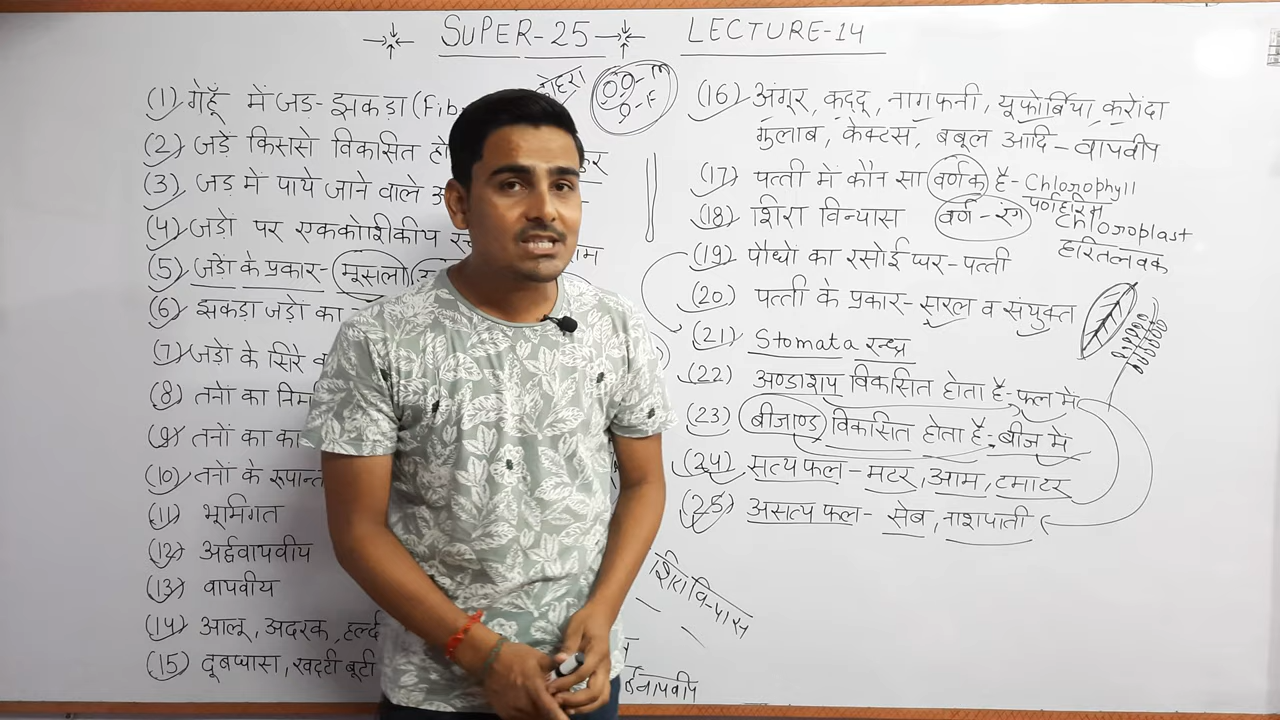 SUPER-25 LECTURE-14
(1) गेहूँ में जड़-झकड़ा (Fib
(2) जड़ें किससे विकसित हो
(3) जड़ में पाये जाने वाले
(4) जड़ों पर एककोशिकीय
(5) जड़ों के प्रकार- मूसला
(6) झकड़ा जड़ों का
(7) जड़ों के सिरे
(8) तनों का निर्म
(9) तनों का का
(10) तनों के रूपान्त
(11) भूमिगत
(12) अर्द्धवायवीय
(13) वायवीय
(14) आलू, अदरक, हल्द
(15) दूबघास, खट्टी बूटी
शिरा विन्यास
(16) अंगूर, कद्दू, नागफनी, यूफोर्बिया, करोंदा
गुलाब, केक्टस, बबूल आदि - वायवीय
(17) पत्ती में कौन सा वर्णक है - Chlorophyll
पर्णहरित
(18) शिरा विन्यास वर्ण - रंग
Chloroplast
हरितलवक
(19) पौधों का रसोई घर - पत्ती
(20) पत्ती के प्रकार- सरल व संयुक्त
(21) Stomata रन्ध्र
(22) अण्डाशय विकसित होता है- फल में
(23) बीजाण्ड विकसित होता है- बीज में
(24) सत्य फल - मटर, आम, टमाटर
(25) असत्य फल - सेब, नाशपाती